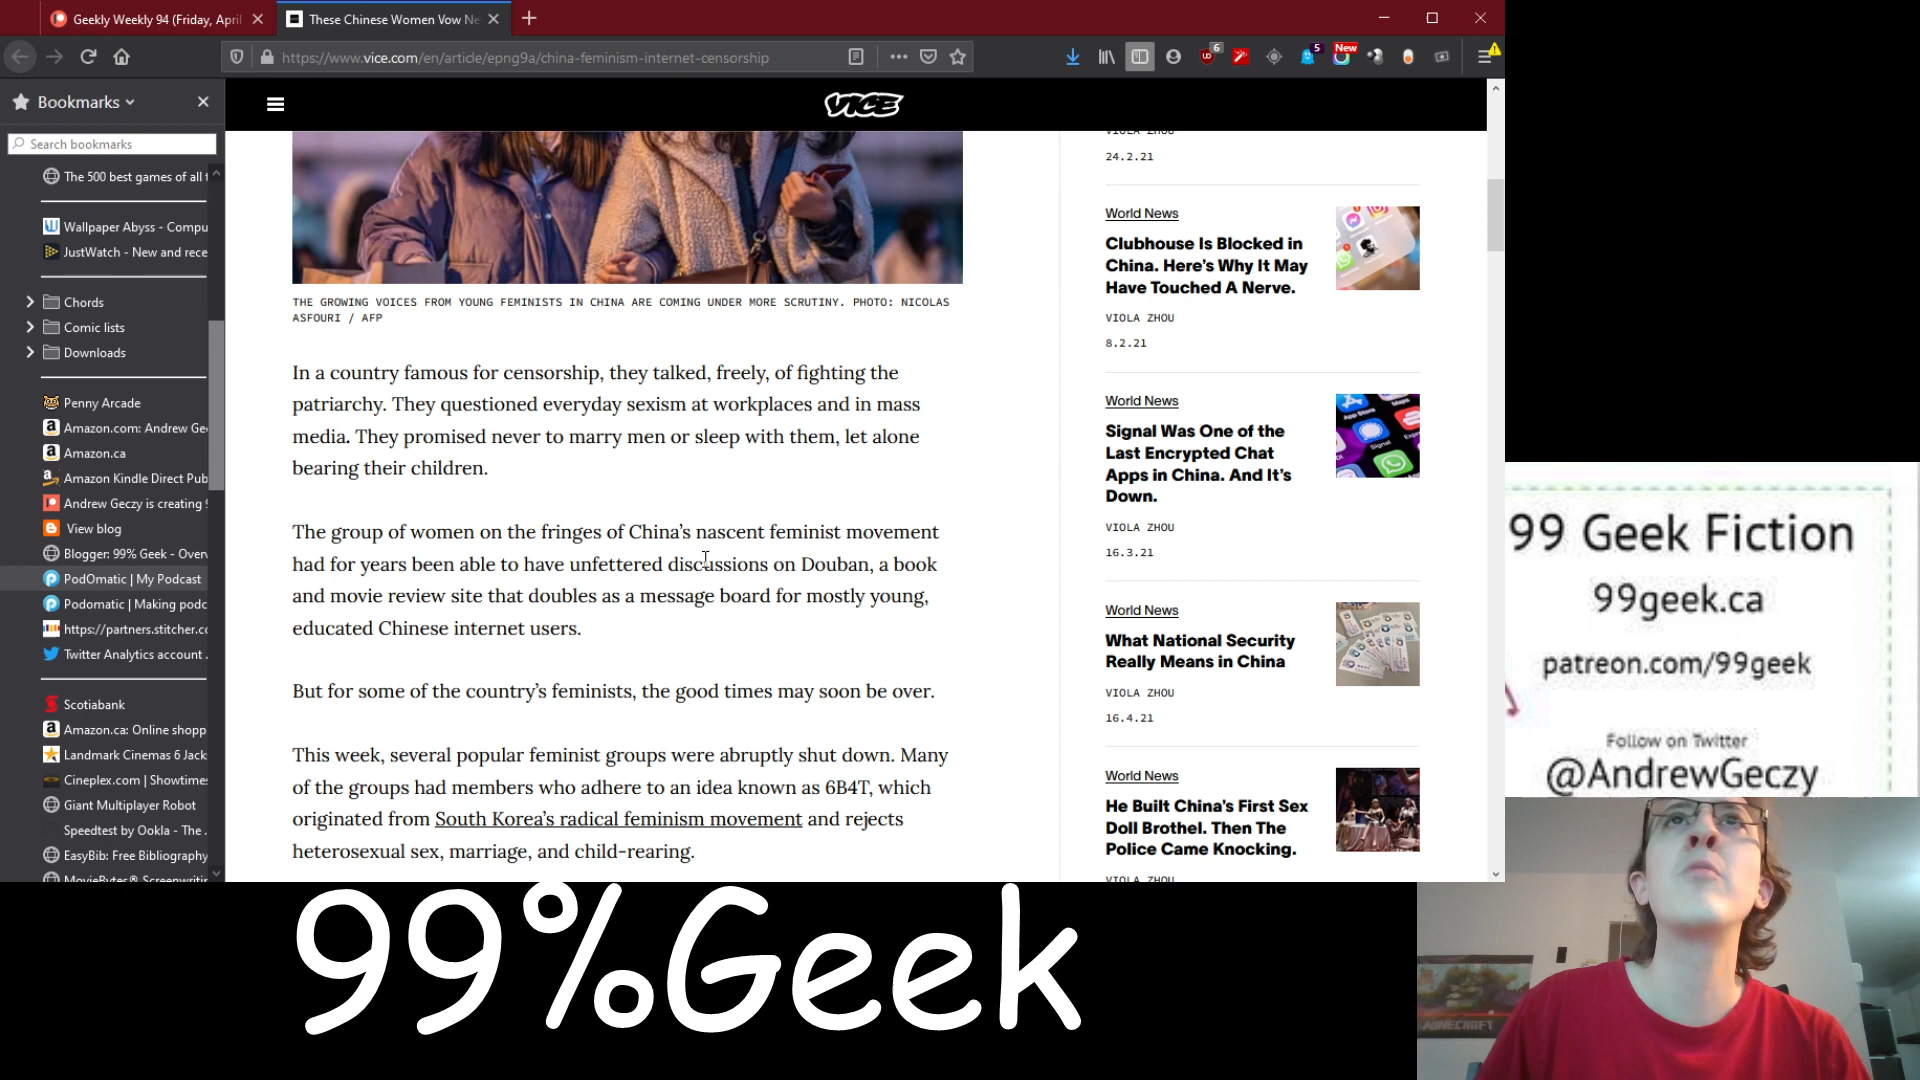 Geekly Weekly 94 (Friday, April
These Chinese Women Vow Ne
https://www.vice.com/en/article/epng9a/china-feminism-internet-censorship
6
5
New
Bookmarks
Search bookmarks
The 500 best games of all t
Wallpaper Abyss - Compu
JustWatch - New and rece
Chords
Comic lists
Downloads
Penny Arcade
Amazon.com: Andrew Ge
Amazon.ca
Amazon Kindle Direct Pub
Andrew Geczy is creating 9
View blog
Blogger: 99% Geek - Overv
PodOmatic | My Podcast
Podomatic | Making podc
https://partners.stitcher.co
Twitter Analytics account
Scotiabank
Amazon.ca: Online shopp
Landmark Cinemas 6 Jack
Cineplex.com | Showtimes
Giant Multiplayer Robot
Speedtest by Ookla - The
EasyBib: Free Bibliography
MovieBytes® Screenwritin
VICE
THE GROWING VOICES FROM YOUNG FEMINISTS IN CHINA ARE COMING UNDER MORE SCRUTINY. PHOTO: NICOLAS
ASFOURI / AFP
In a country famous for censorship, they talked, freely, of fighting the
patriarchy. They questioned everyday sexism at workplaces and in mass
media. They promised never to marry men or sleep with them, let alone
bearing their children.
The group of women on the fringes of China’s nascent feminist movement
had for years been able to have unfettered discussions on Douban, a book
and movie review site that doubles as a message board for mostly young,
educated Chinese internet users.
But for some of the country’s feminists, the good times may soon be over.
This week, several popular feminist groups were abruptly shut down. Many
of the groups had members who adhere to an idea known as 6B4T, which
originated from South Korea’s radical feminism movement and rejects
heterosexual sex, marriage, and child-rearing.
VIOLA ZHOU
24.2.21
World News
Clubhouse Is Blocked in
China. Here’s Why It May
Have Touched A Nerve.
VIOLA ZHOU
8.2.21
World News
Signal Was One of the
Last Encrypted Chat
Apps in China. And It’s
Down.
VIOLA ZHOU
16.3.21
World News
What National Security
Really Means in China
VIOLA ZHOU
16.4.21
World News
He Built China’s First Sex
Doll Brothel. Then The
Police Came Knocking.
VIOLA ZHOU
99 Geek Fiction
99geek.ca
patreon.com/99geek
Follow on Twitter
@AndrewGeczy
MINECRAFT
99%Geek